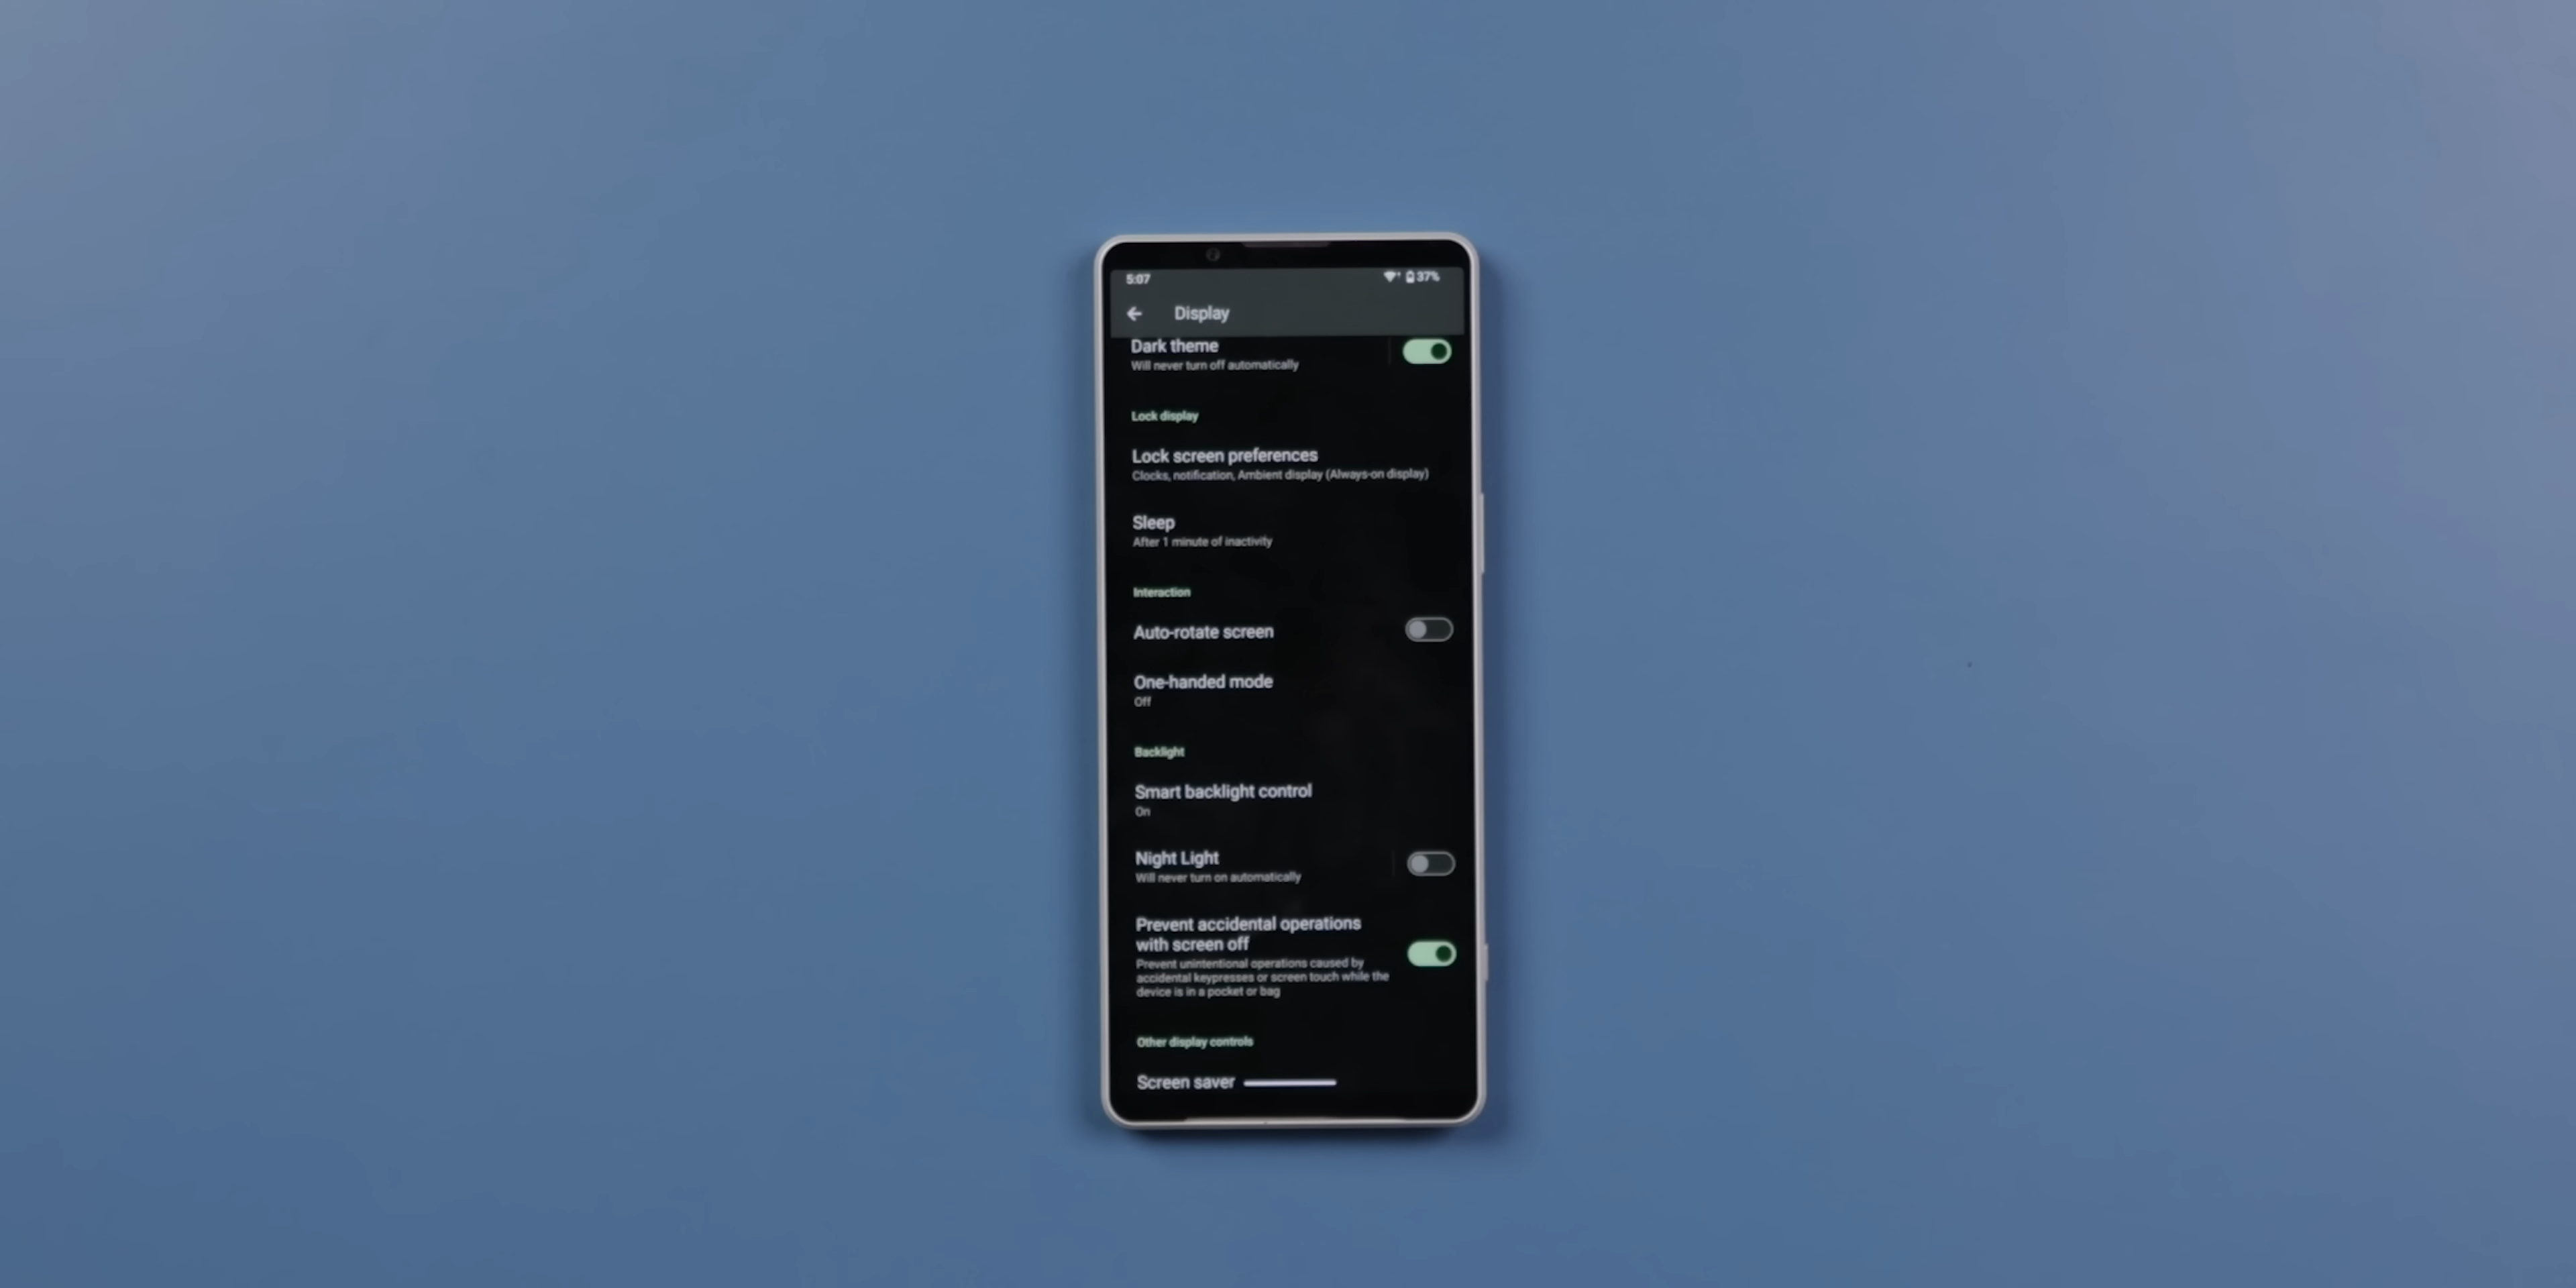 5:07
37%
Display
Dark theme
Will never turn off automatically
Lock display
Lock screen preferences
Clocks, notification, Ambient display (Always-on display)
Sleep
After 1 minute of inactivity
Interaction
Auto-rotate screen
One-handed mode
Off
Backlight
Smart backlight control
On
Night Light
Will never turn on automatically
Prevent accidental operations
with screen off
Prevent unintentional operations caused by
accidental keypresses or screen touch while the
device is in a pocket or bag
Other display controls
Screen saver